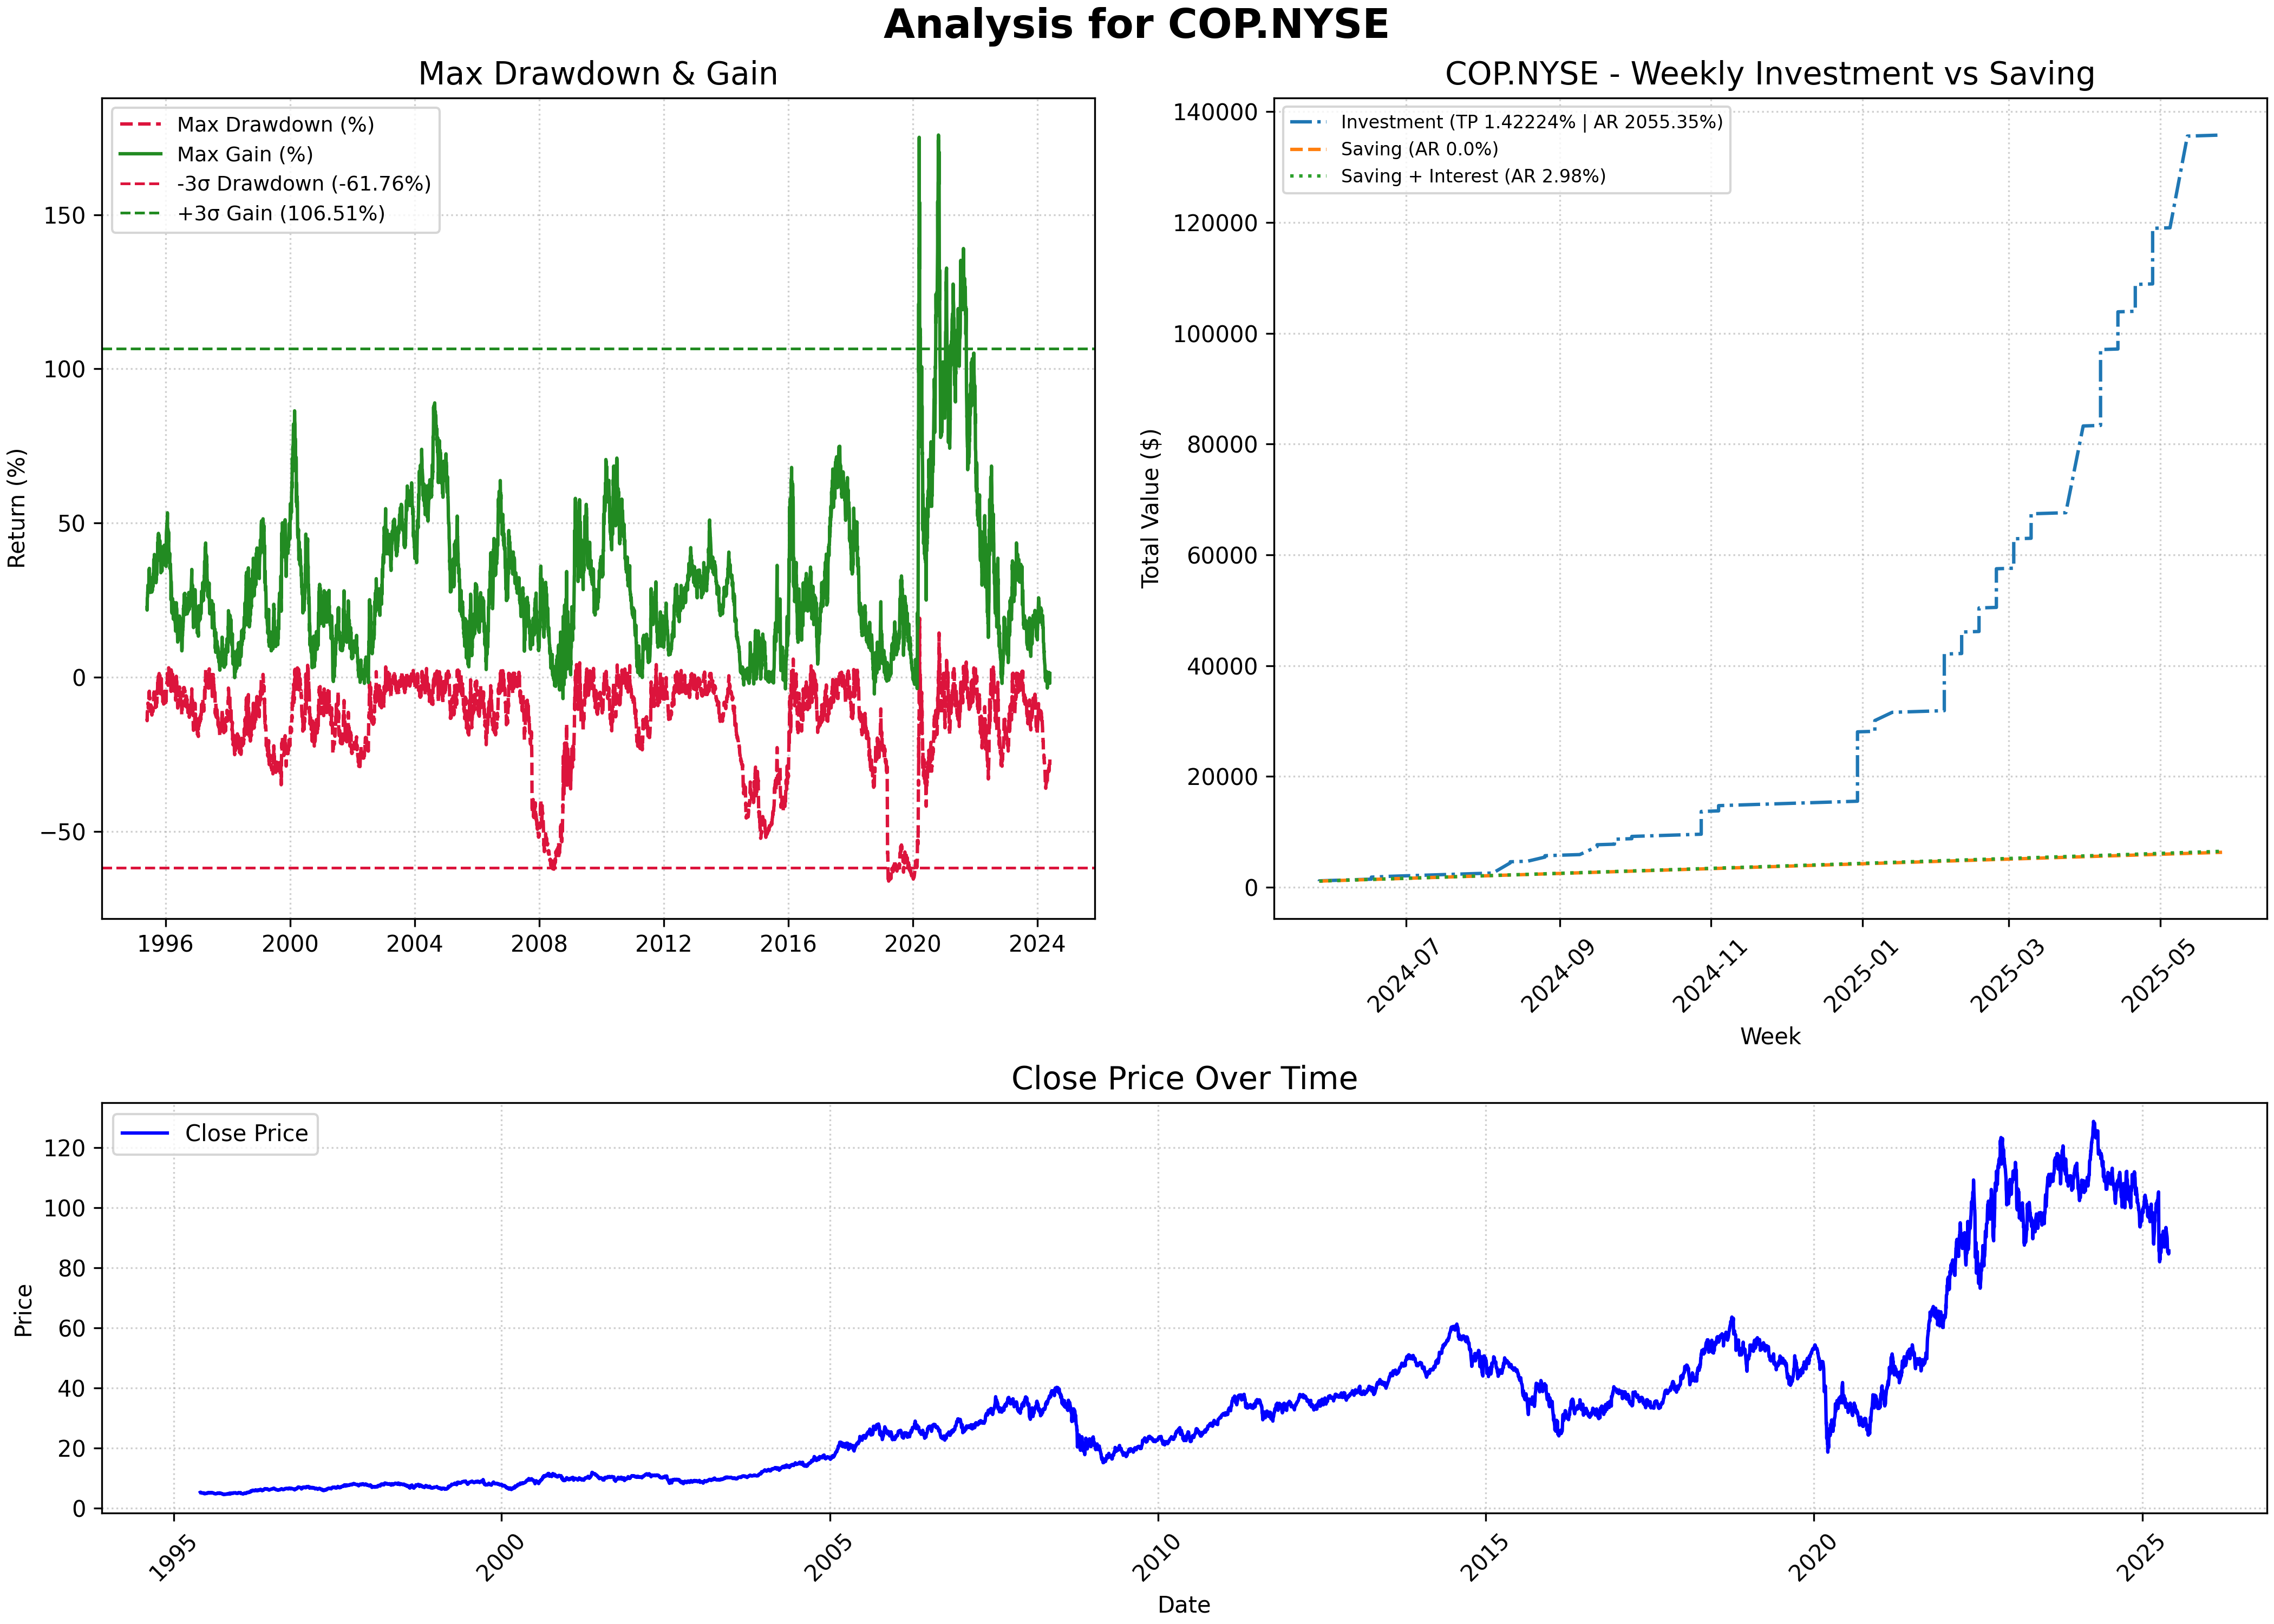 Analysis for COP.NYSE
Max Drawdown & Gain
Max Drawdown (%)
Max Gain (%)
-3σ Drawdown (-61.76%)
+3σ Gain (106.51%)
Return (%)
150
100
50
0
−50
1996 2000 2004 2008 2012 2016 2020 2024
COP.NYSE - Weekly Investment vs Saving
Investment (TP 1.42224% | AR 2055.35%)
Saving (AR 0.0%)
Saving + Interest (AR 2.98%)
Total Value ($)
140000
120000
100000
80000
60000
40000
20000
0
2024-07 2024-09 2024-11 2025-01 2025-03 2025-05
Week
Close Price Over Time
Close Price
Price
120
100
80
60
40
20
0
1995 2000 2005 2010 2015 2020 2025
Date